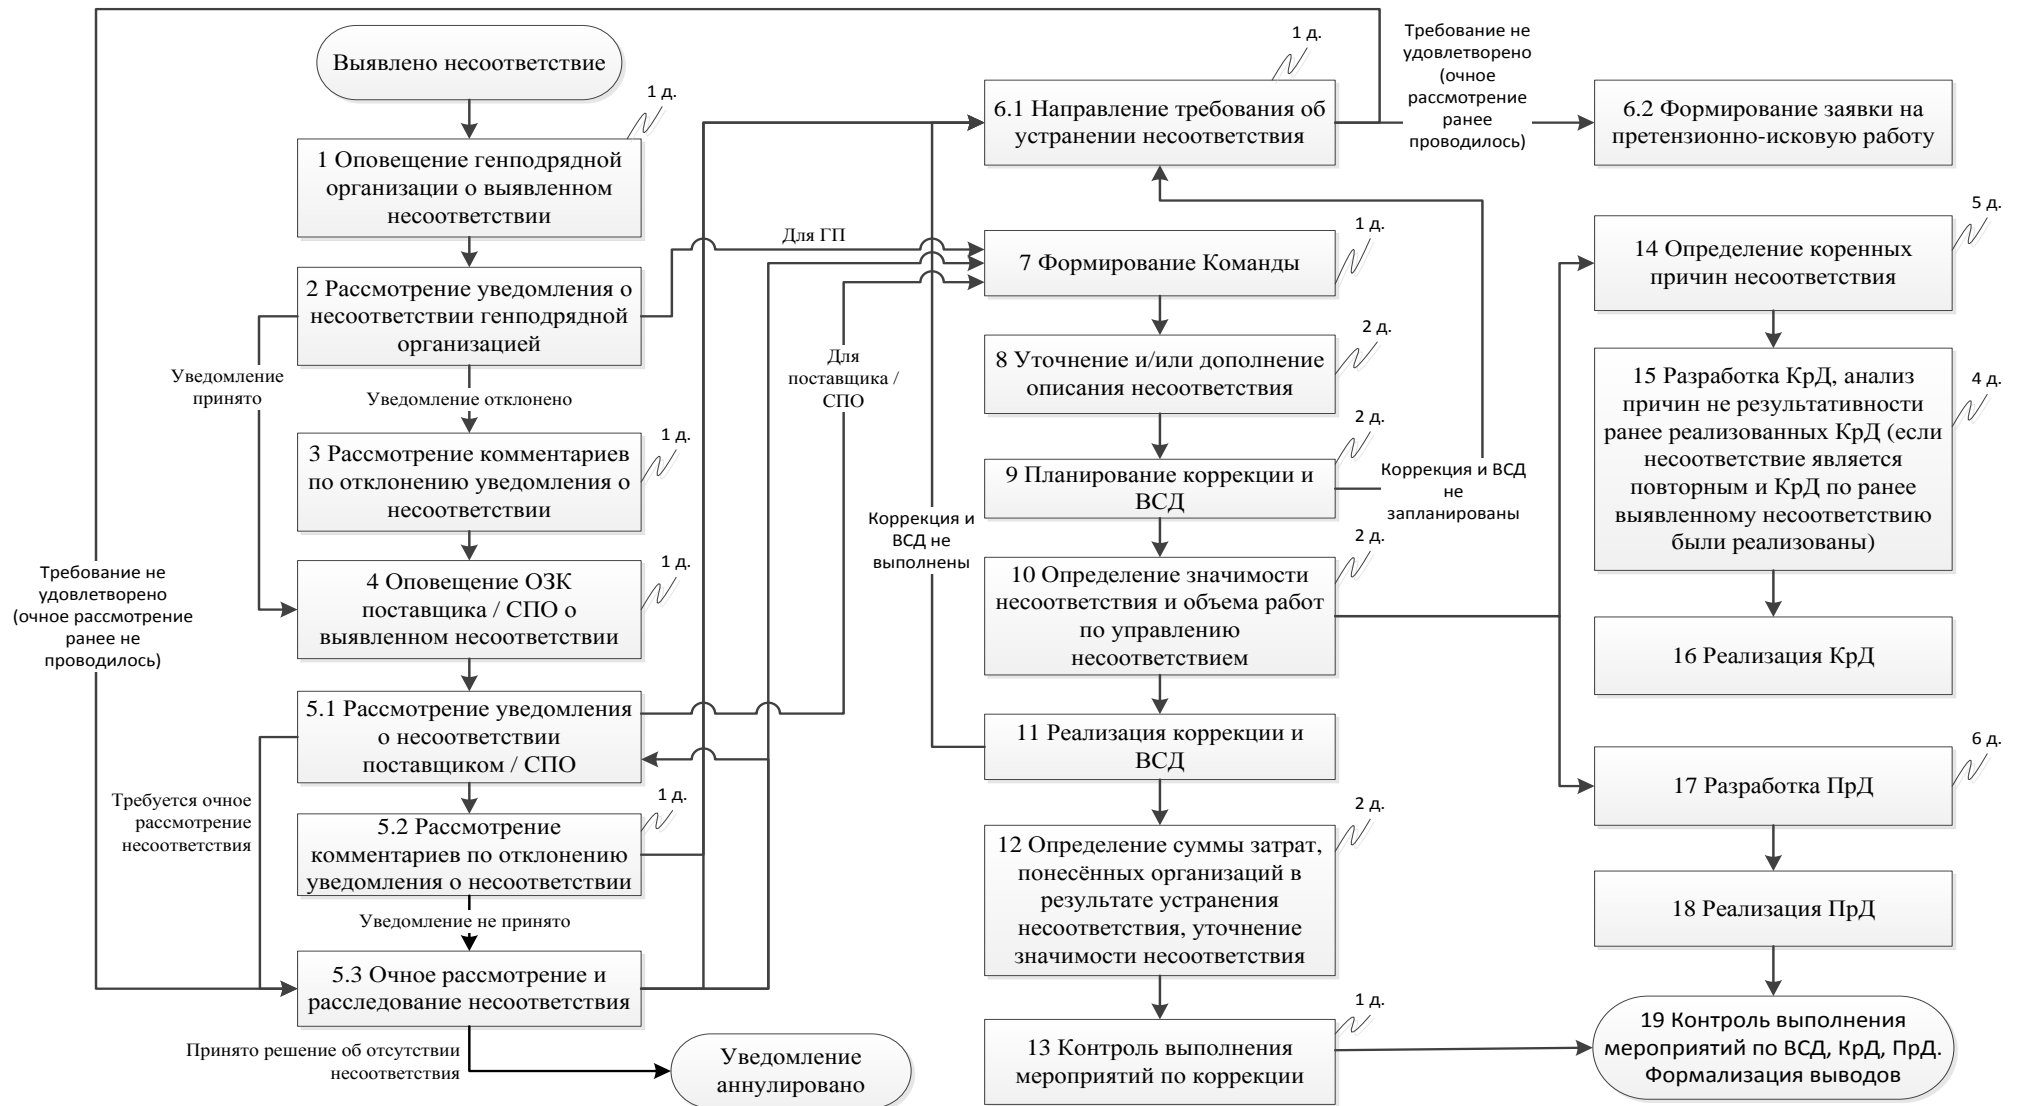 Выявлено несоответствие
1 д.
1 Оповещение генподрядной
организации о выявленном
несоответствии
2 Рассмотрение уведомления о
несоответствии генподрядной
организацией
Уведомление
принято
Уведомление отклонено
1 д.
3 Рассмотрение комментариев
по отклонению уведомления о
несоответствии
1 д.
4 Оповещение ОЗК
поставщика / СПО о
выявленном несоответствии
Требование не
удовлетворено
(очное рассмотрение
ранее не
проводилось)
5.1 Рассмотрение уведомления
о несоответствии
поставщиком / СПО
Требуется очное
рассмотрение
несоответствия
1 д.
5.2 Рассмотрение
комментариев по отклонению
уведомления о несоответствии
Уведомление не принято
5.3 Очное рассмотрение и
расследование несоответствия
Принято решение об отсутствии
несоответствия
Уведомление
аннулировано
Для ГП
Для
поставщика /
СПО
Коррекция и
ВСД не
выполнены
1 д.
6.1 Направление требования об
устранении несоответствия
Требование не
удовлетворено
(очное
рассмотрение
ранее
проводилось)
6.2 Формирование заявки на
претензионно-исковую работу
1 д.
7 Формирование Команды
2 д.
8 Уточнение и/или дополнение
описания несоответствия
2 д.
9 Планирование коррекции и
ВСД
Коррекция и ВСД
не
запланированы
2 д.
10 Определение значимости
несоответствия и объема работ
по управлению
несоответствием
11 Реализация коррекции и
ВСД
2 д.
12 Определение суммы затрат,
понесённых организаций в
результате устранения
несоответствия, уточнение
значимости несоответствия
1 д.
13 Контроль выполнения
мероприятий по коррекции
5 д.
14 Определение коренных
причин несоответствия
4 д.
15 Разработка КрД, анализ
причин не результативности
ранее реализованных КрД (если
несоответствие является
повторным и КрД по ранее
выявленному несоответствию
были реализованы)
16 Реализация КрД
6 д.
17 Разработка ПрД
18 Реализация ПрД
19 Контроль выполнения
мероприятий по ВСД, КрД, ПрД.
Формализация выводов